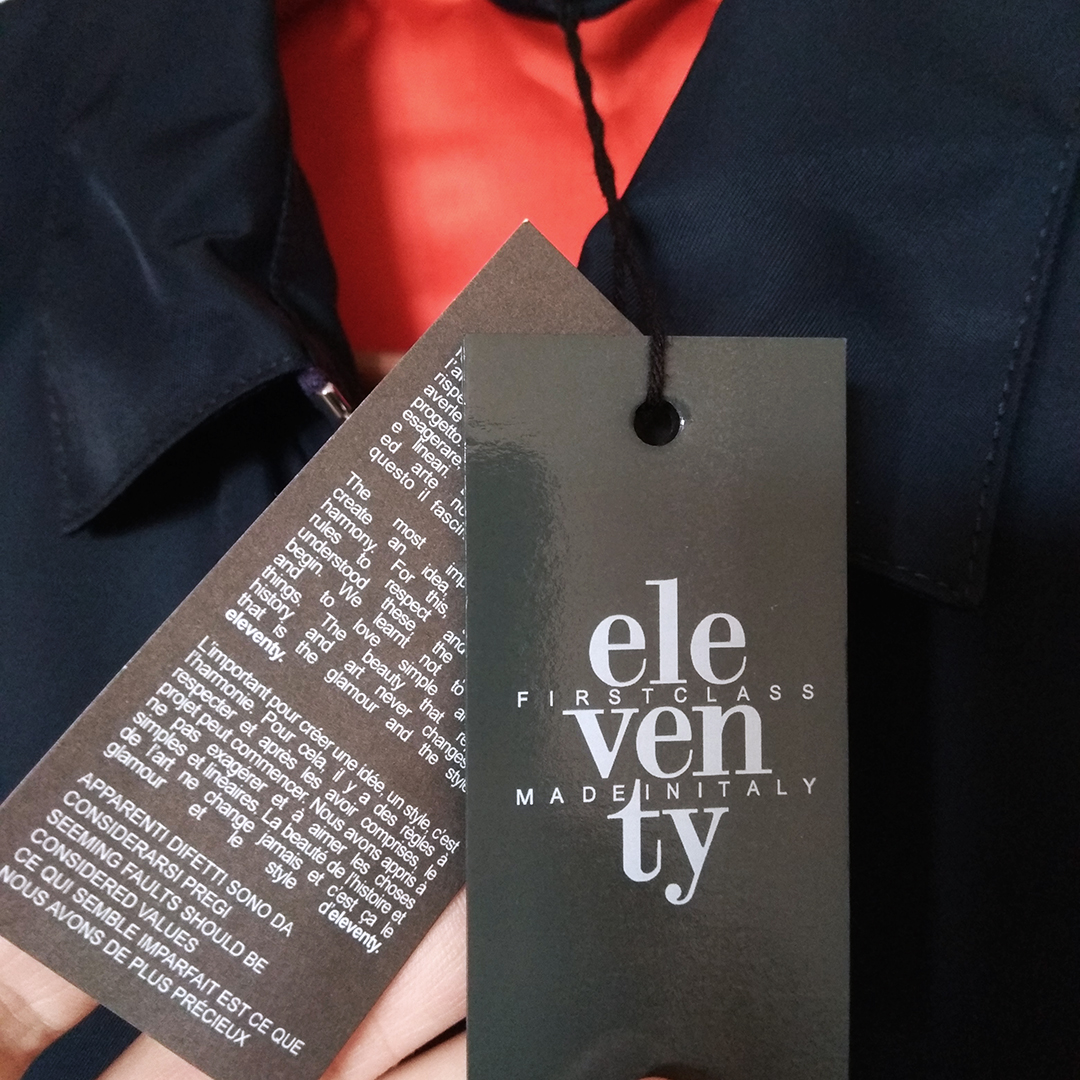 l'ar
rispe
averle
progetto.
esagerare
e lineari.
ed arte
questo il fascin
The most imp
create an idea,
harmony. For this,
rules to respect and
understood these the
begin. We learnt not to
and to love simple
things. The beauty that
history and art never changes
that is the glamour and the style
eleventy.
L'important pour créer une idée, un style, c'est
l'harmonie. Pour cela, il y a des règles à
respecter et après les avoir comprises, le
projet peut commencer. Nous avons appris à
ne pas exagérer et à aimer les choses
simples et linéaires. La beauté de l'histoire et
de l'art ne change jamais et c'est ça le
glamour et le style d'eleventy.
APPARENTI DIFETTI SONO DA
CONSIDERARSI PREGI
SEEMING FAULTS SHOULD BE
CONSIDERED VALUES
CE QUI SEMBLE IMPARFAIT EST CE QUE
NOUS AVONS DE PLUS PRÉCIEUX
ele
FIRSTCLASS
ven
MADEINITALY
ty